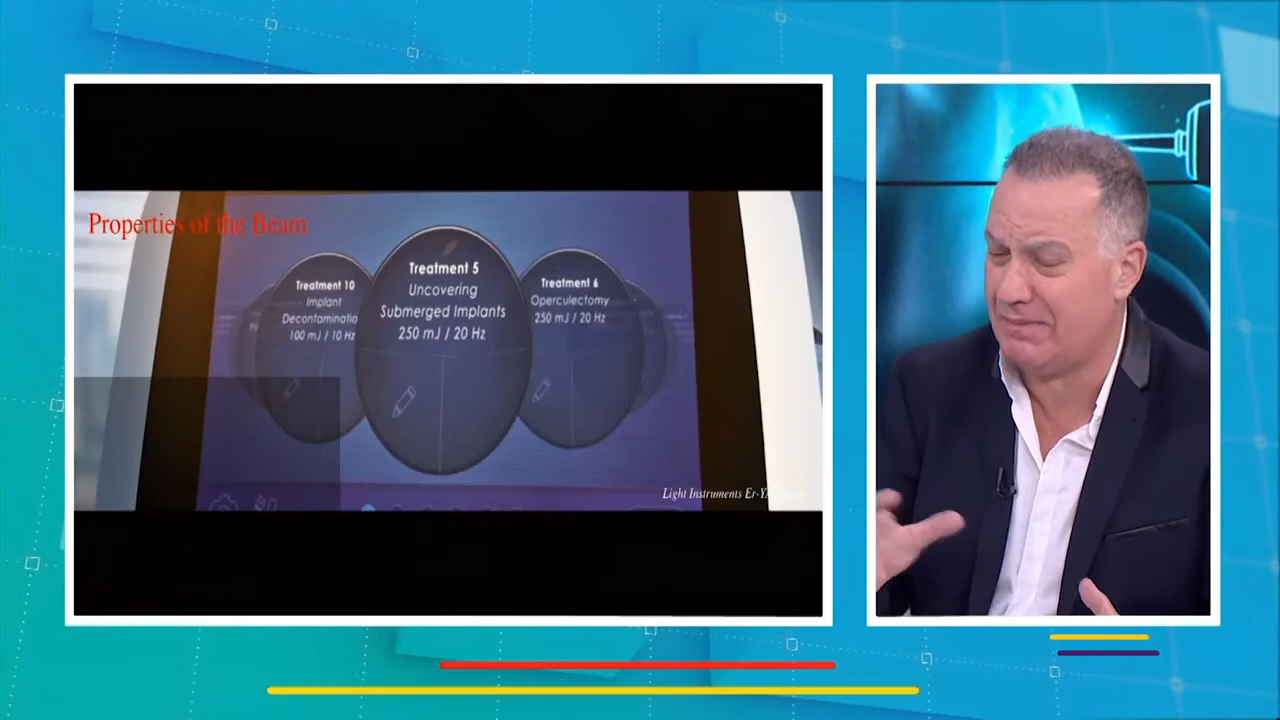 Properties of the Beam
Treatment 10
Implant
Decontaminatio
100 mJ / 10 Hz
Treatment 5
Uncovering
Submerged Implants
250 mJ / 20 Hz
Treatment 6
Operculectomy
250 mJ / 20 Hz
Light Instruments